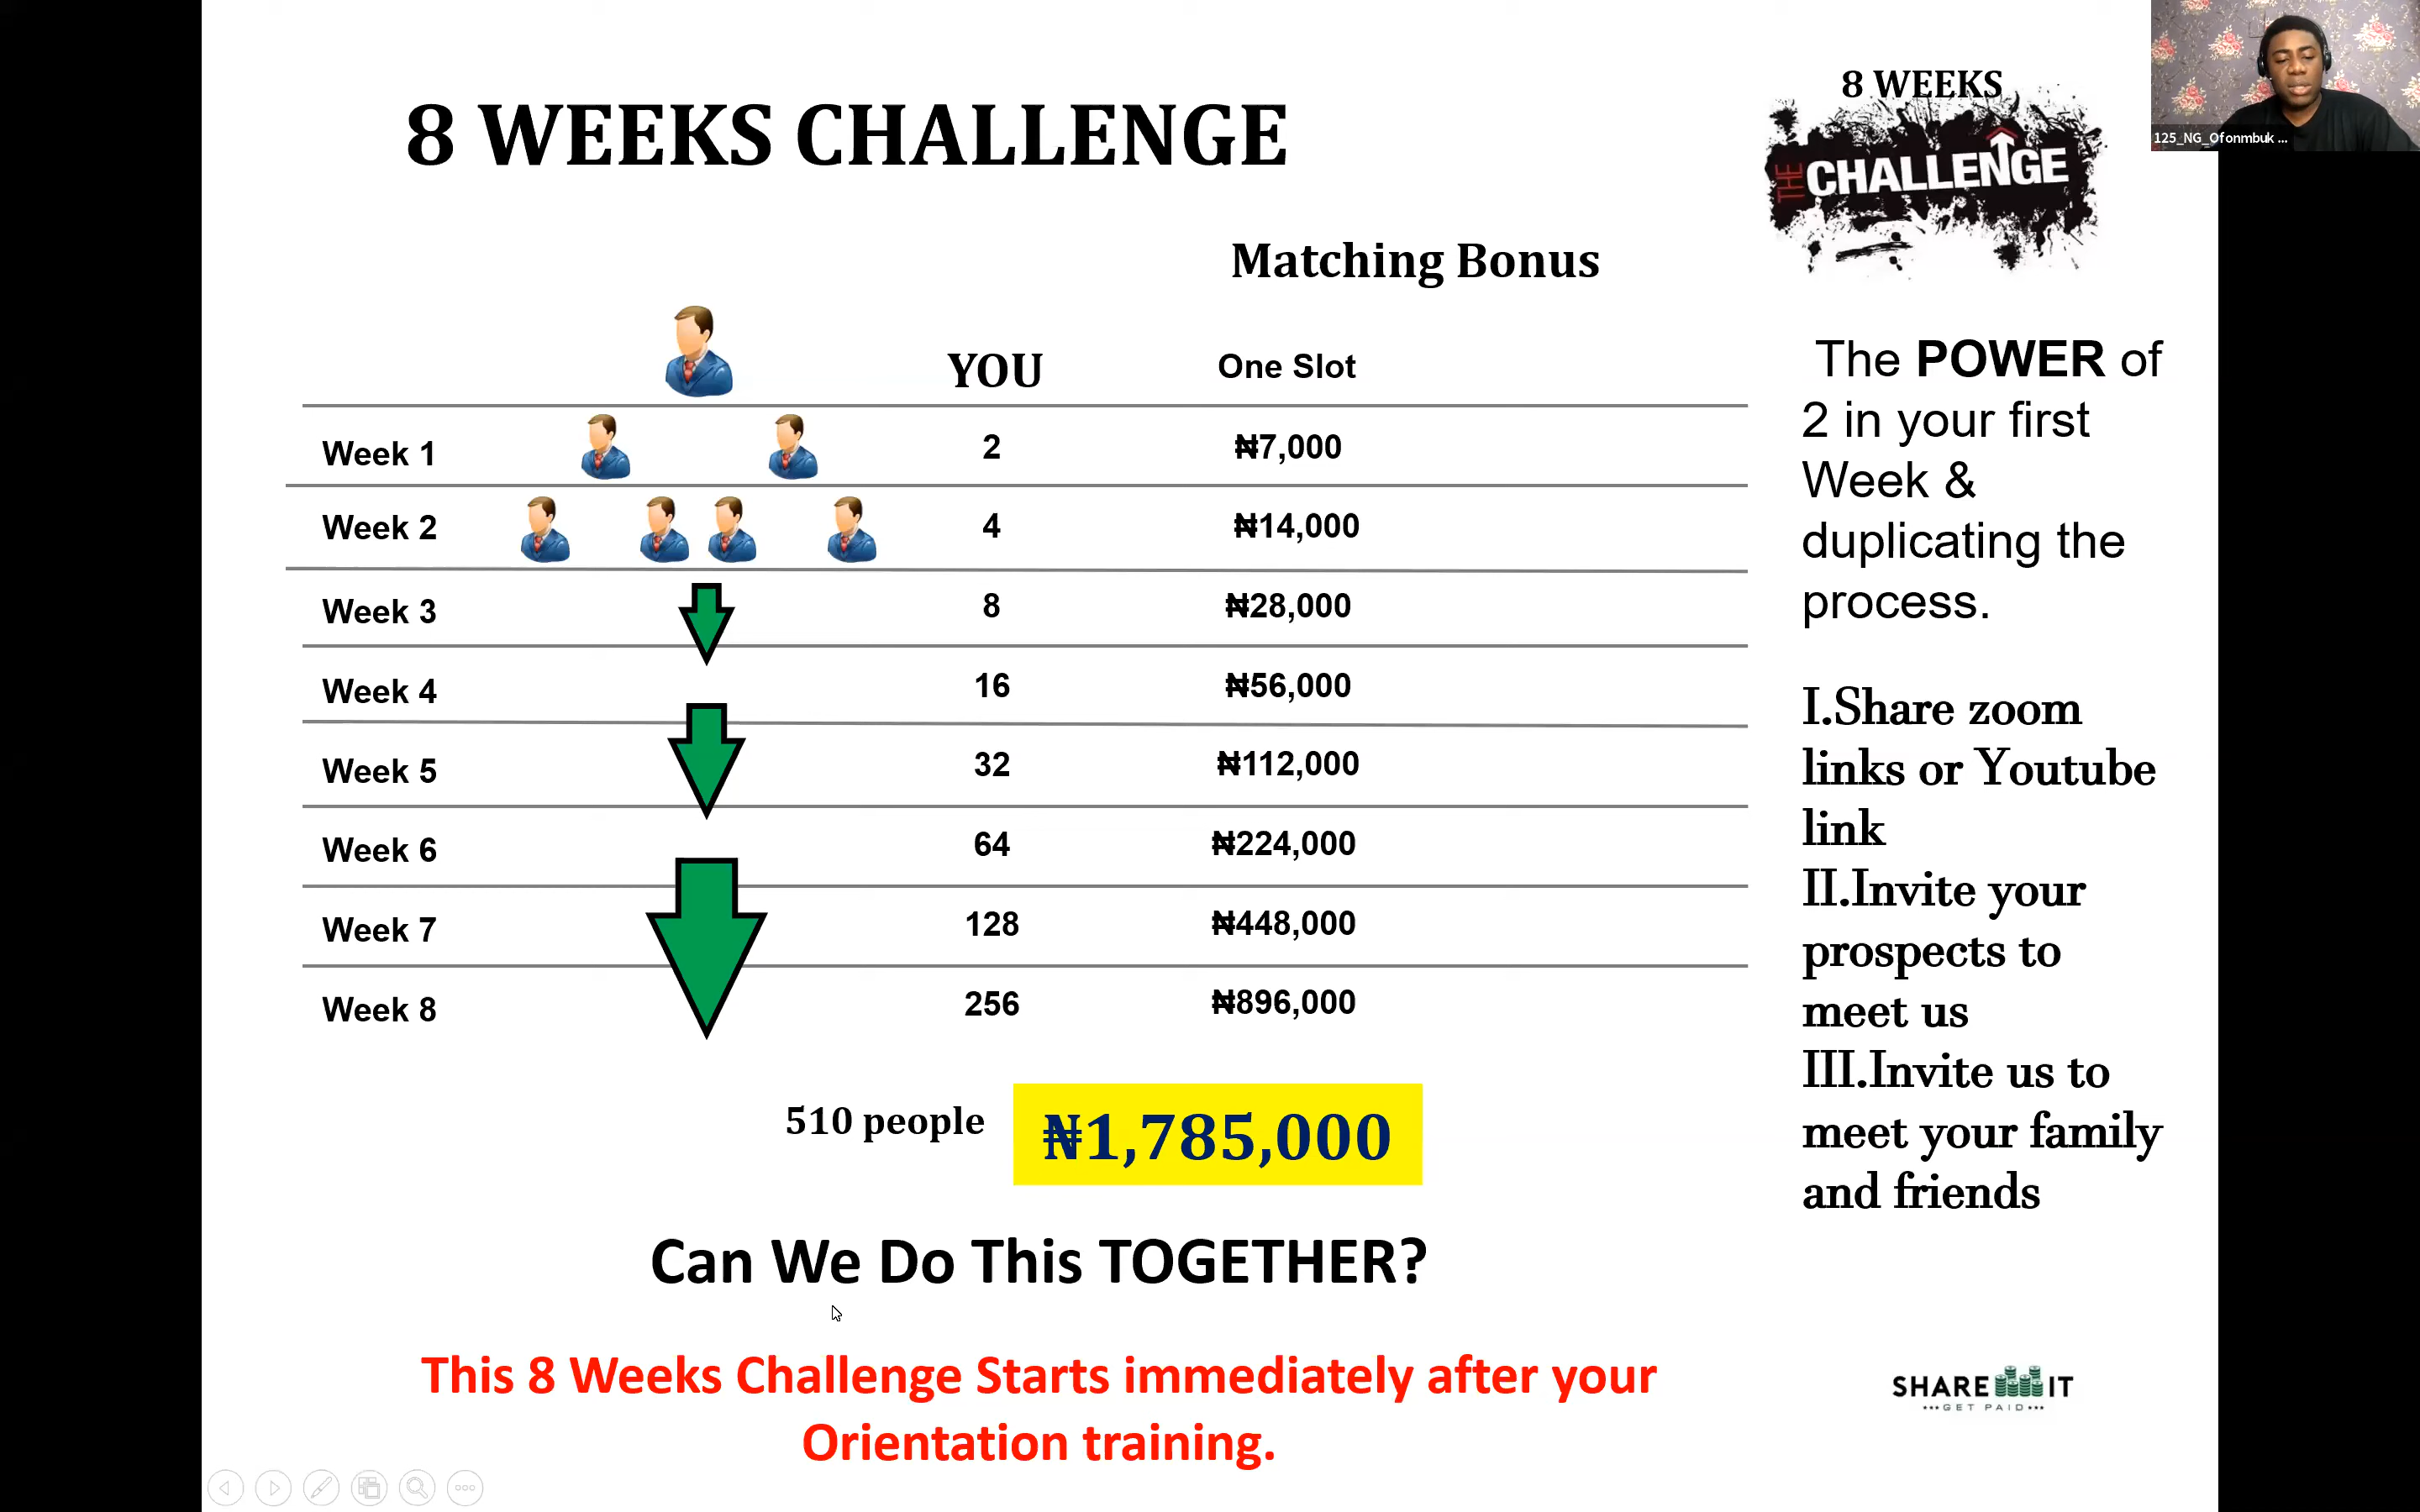 8 WEEKS CHALLENGE
8 WEEKS
THE CHALLENGE
125_NG_Ofonmbuk ...
Matching Bonus
YOU One Slot
Week 1 2 ₦7,000
Week 2 4 ₦14,000
Week 3 8 ₦28,000
Week 4 16 ₦56,000
Week 5 32 ₦112,000
Week 6 64 ₦224,000
Week 7 128 ₦448,000
Week 8 256 ₦896,000
510 people ₦1,785,000
Can We Do This TOGETHER?
This 8 Weeks Challenge Starts immediately after your
Orientation training.
The POWER of
2 in your first
Week &
duplicating the
process.
I.Share zoom
links or Youtube
link
II.Invite your
prospects to
meet us
III.Invite us to
meet your family
and friends
SHARE IT
•••GET PAID•••